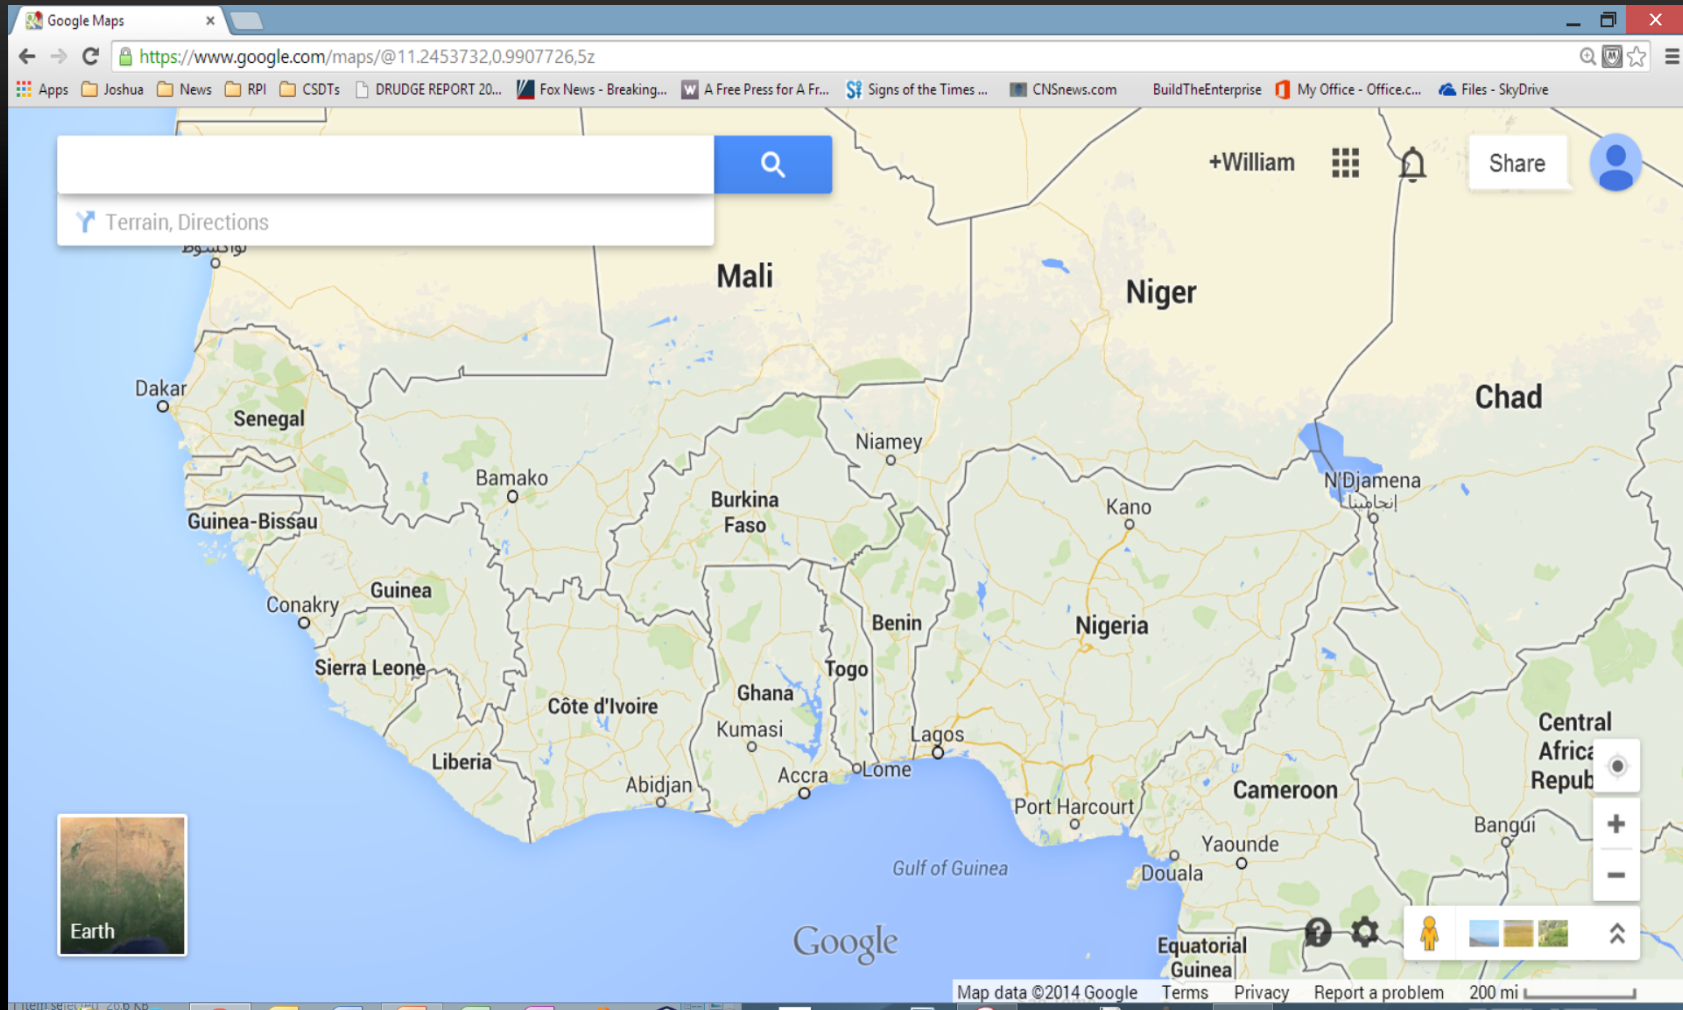 Google Maps
https://www.google.com/maps/@11.2453732,0.9907726,5z
Apps Joshua News RPI CSDTs DRUDGE REPORT 20... Fox News - Breaking... A Free Press for A Fr... Signs of the Times ... CNSnews.com BuildTheEnterprise My Office - Office.c... Files - SkyDrive
+William Share
Terrain, Directions
نواكشوط
Mali
Niger
Dakar
Chad
Senegal
Niamey
Bamako
N'Djamena
إنجامينا
Burkina
Faso
Kano
Guinea-Bissau
Guinea
Conakry
Benin
Nigeria
Sierra Leone
Togo
Ghana
Côte d'Ivoire
Kumasi
Lagos
Central
Africa
Repub
Liberia
Accra
Lome
Abidjan
Cameroon
Port Harcourt
Bangui
Yaounde
Gulf of Guinea
Douala
Earth
Google
Equatorial
Guinea
Map data ©2014 Google Terms Privacy Report a problem 200 mi